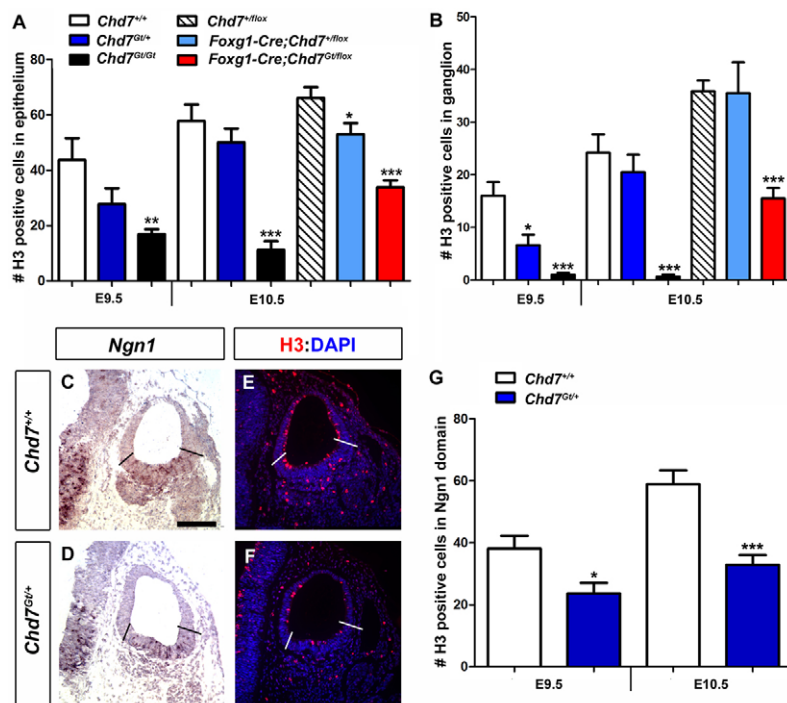 A
Chd7+/+
Chd7Gt/+
Chd7Gt/Gt
Chd7+/flox
Foxg1-Cre;Chd7+/flox
Foxg1-Cre;Chd7Gt/flox
# H3 positive cells in epithelium
80
60
40
20
0
**
***
*
***
E9.5
E10.5
B
# H3 positive cells in ganglion
50
40
30
20
10
0
*
***
***
***
E9.5
E10.5
Ngn1
H3:DAPI
Chd7+/+
C
E
Chd7Gt/+
D
F
G
Chd7+/+
Chd7Gt/+
# H3 positive cells in Ngn1 domain
80
60
40
20
0
*
***
E9.5
E10.5